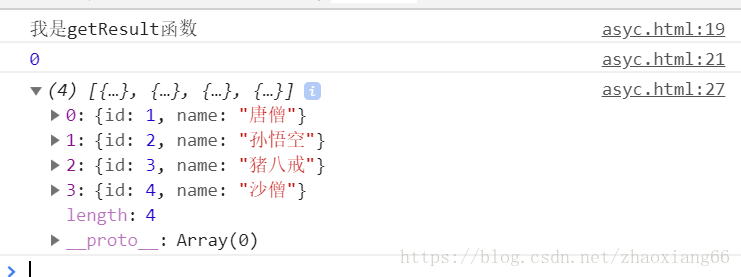 我是getResult函数 asyc.html:19
0 asyc.html:21
(4) [{…}, {…}, {…}, {…}] i asyc.html:27
0: {id: 1, name: "唐僧"}
1: {id: 2, name: "孙悟空"}
2: {id: 3, name: "猪八戒"}
3: {id: 4, name: "沙僧"}
length: 4
__proto__: Array(0)
https://blog.csdn.net/zhaoxiang66